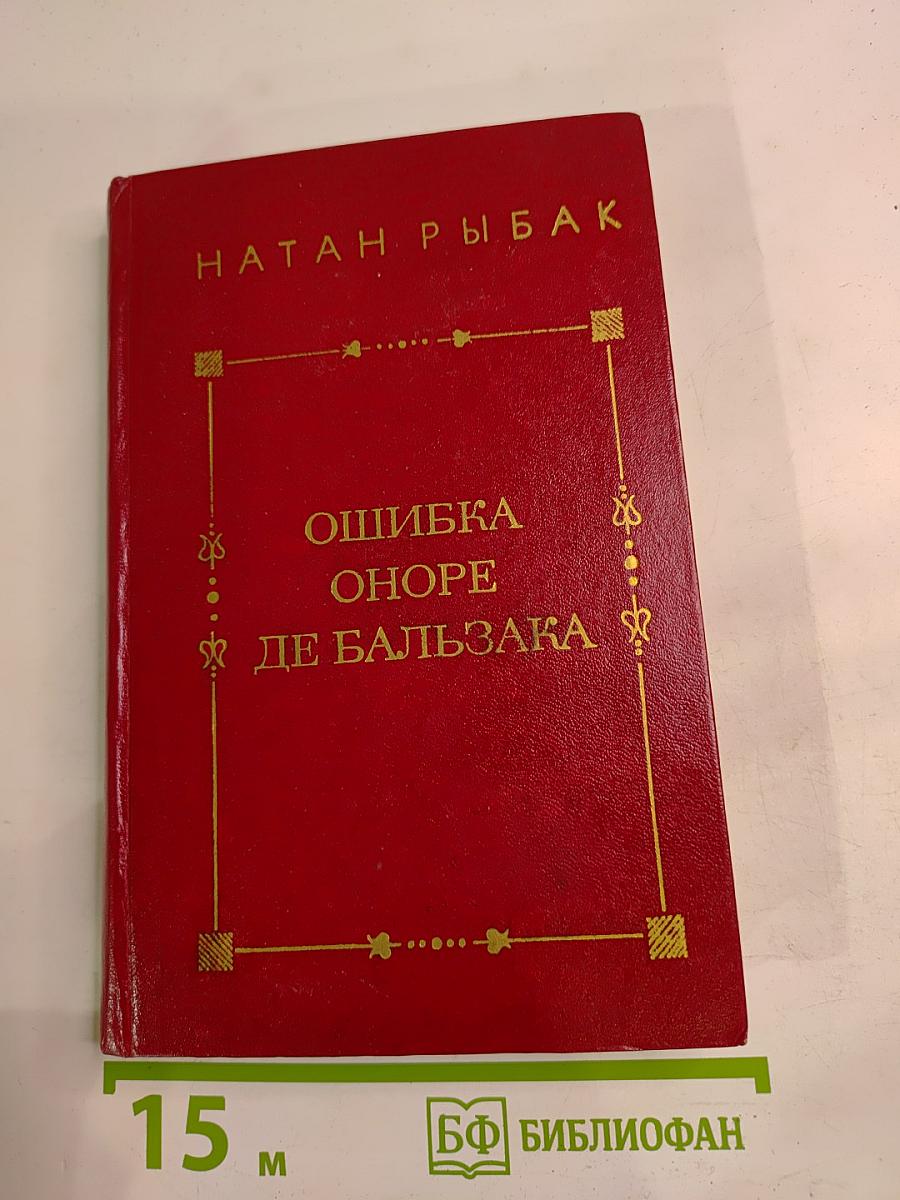 НАТАН РЫБАК
ОШИБКА
ОНОРЕ
ДЕ БАЛЬЗАКА
15 м
БФ БИБЛИОФАН